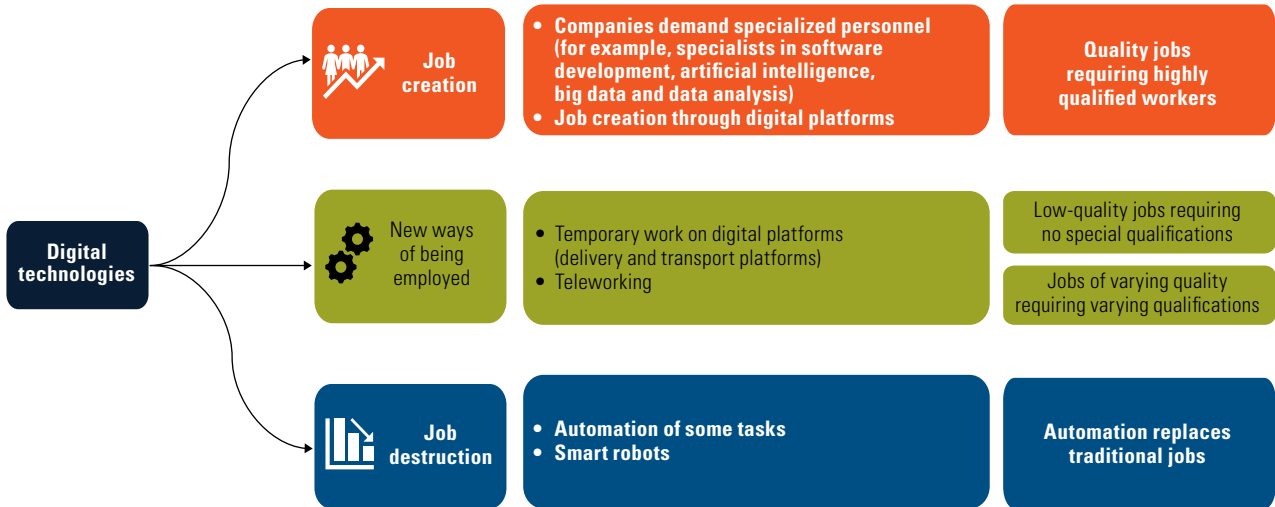 Digital
technologies
Job
creation
• Companies demand specialized personnel
(for example, specialists in software
development, artificial intelligence,
big data and data analysis)
• Job creation through digital platforms
Quality jobs
requiring highly
qualified workers
New ways
of being
employed
• Temporary work on digital platforms
(delivery and transport platforms)
• Teleworking
Low-quality jobs requiring
no special qualifications
Jobs of varying quality
requiring varying qualifications
Job
destruction
• Automation of some tasks
• Smart robots
Automation replaces
traditional jobs